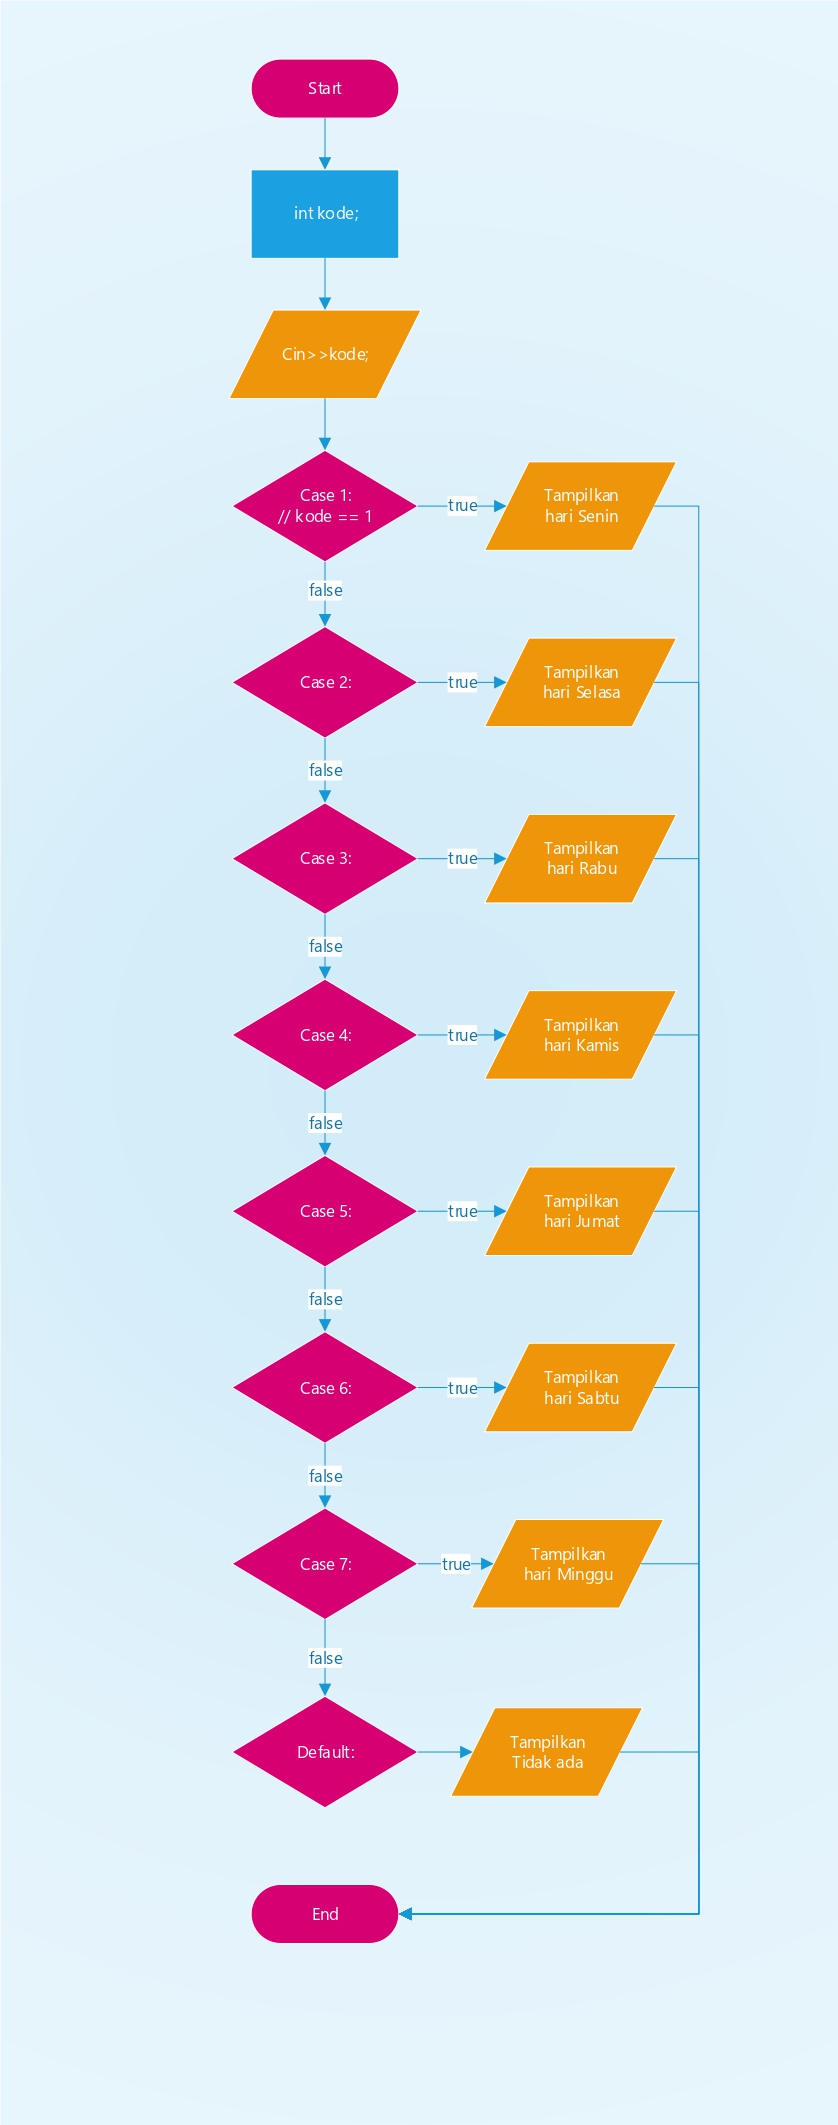 Start
int kode;
Cin>>kode;
Case 1:
// kode == 1
true
Tampilkan
hari Senin
false
Case 2:
true
Tampilkan
hari Selasa
false
Case 3:
true
Tampilkan
hari Rabu
false
Case 4:
true
Tampilkan
hari Kamis
false
Case 5:
true
Tampilkan
hari Jumat
false
Case 6:
true
Tampilkan
hari Sabtu
false
Case 7:
true
Tampilkan
hari Minggu
false
Default:
Tampilkan
Tidak ada
End